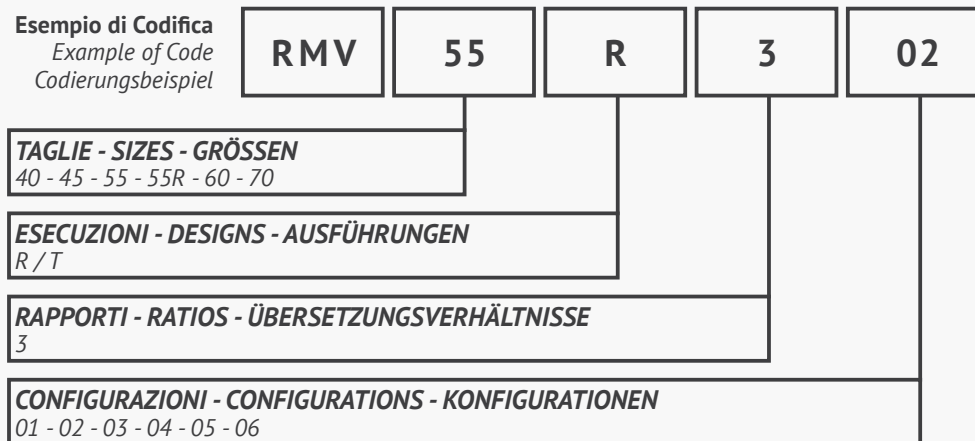 Esempio di Codifica
Example of Code
Codierungsbeispiel
RMV 55 R 3 02
TAGLIE - SIZES - GRÖSSEN
40 - 45 - 55 - 55R - 60 - 70
ESECUZIONI - DESIGNS - AUSFÜHRUNGEN
R / T
RAPPORTI - RATIOS - ÜBERSETZUNGSVERHÄLTNISSE
3
CONFIGURAZIONI - CONFIGURATIONS - KONFIGURATIONEN
01 - 02 - 03 - 04 - 05 - 06